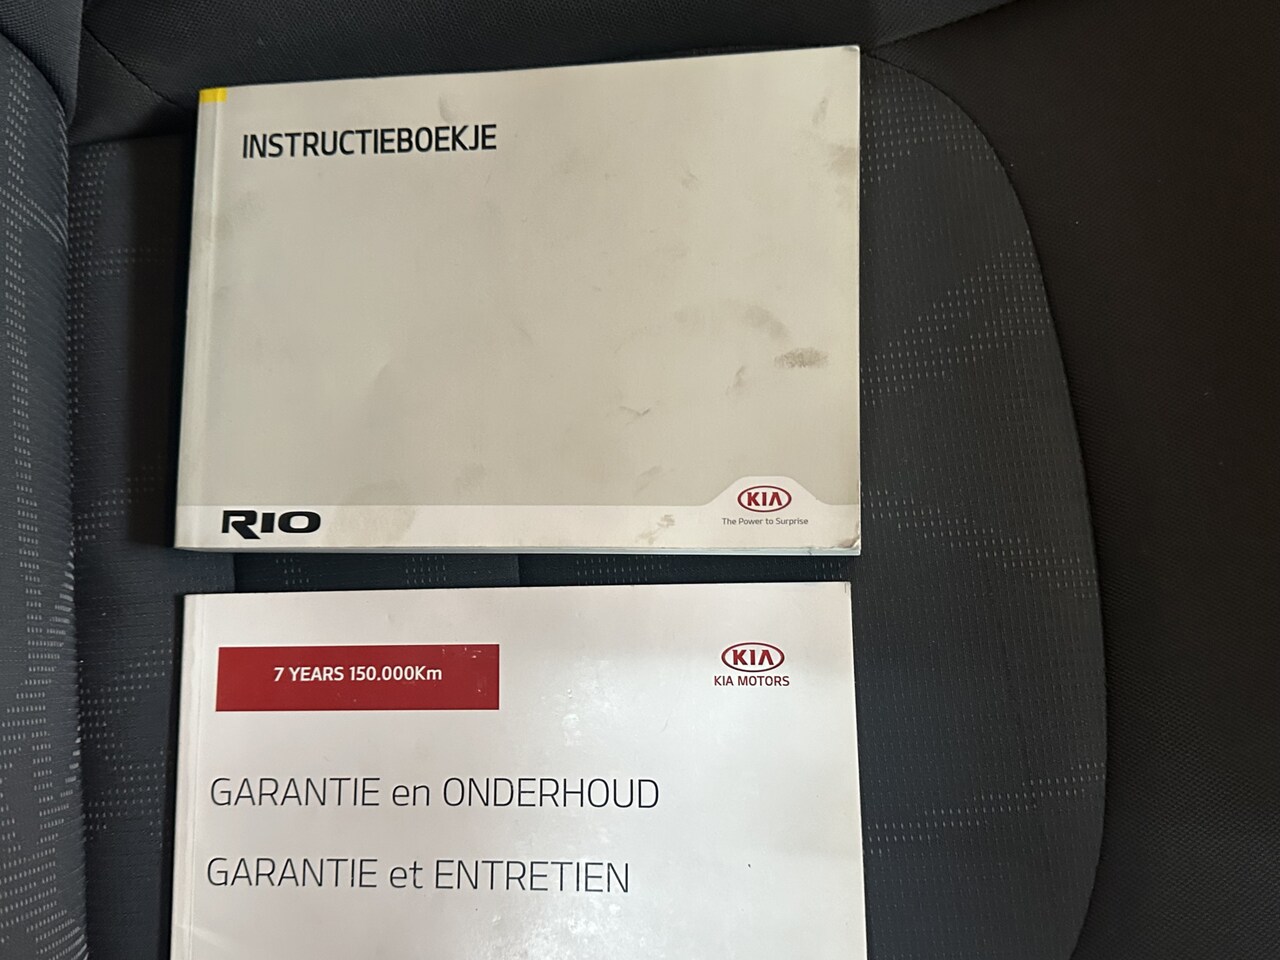 INSTRUCTIEBOEKJE
RIO
KIA
The Power to Surprise
7 YEARS 150.000Km
KIA
KIA MOTORS
GARANTIE en ONDERHOUD
GARANTIE et ENTRETIEN